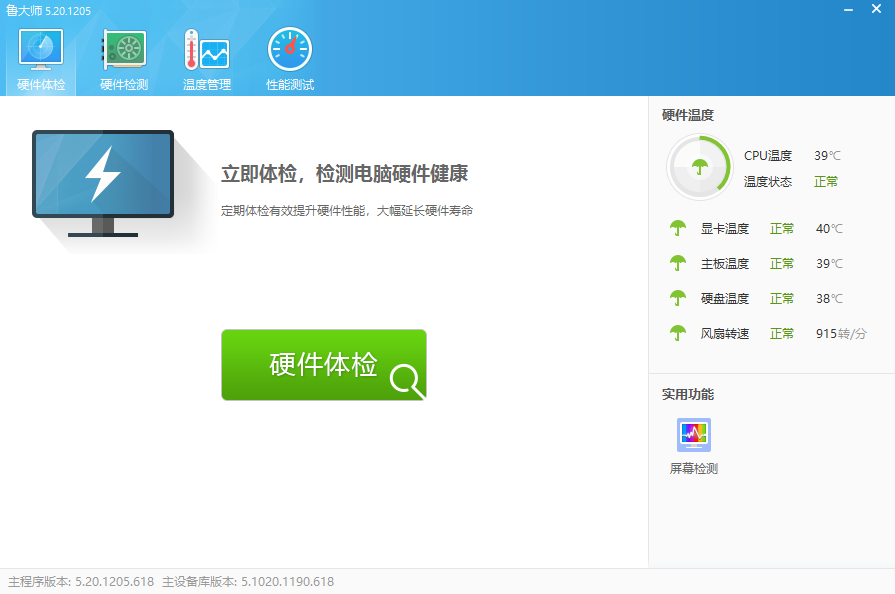 鲁大师 5.20.1205
硬件体检 硬件检测 温度管理 性能测试
立即体检，检测电脑硬件健康
定期体检有效提升硬件性能，大幅延长硬件寿命
硬件体检
硬件温度
CPU温度 39℃
温度状态 正常
显卡温度 正常 40℃
主板温度 正常 39℃
硬盘温度 正常 38℃
风扇转速 正常 915转/分
实用功能
屏幕检测
主程序版本: 5.20.1205.618 主设备库版本: 5.1020.1190.618